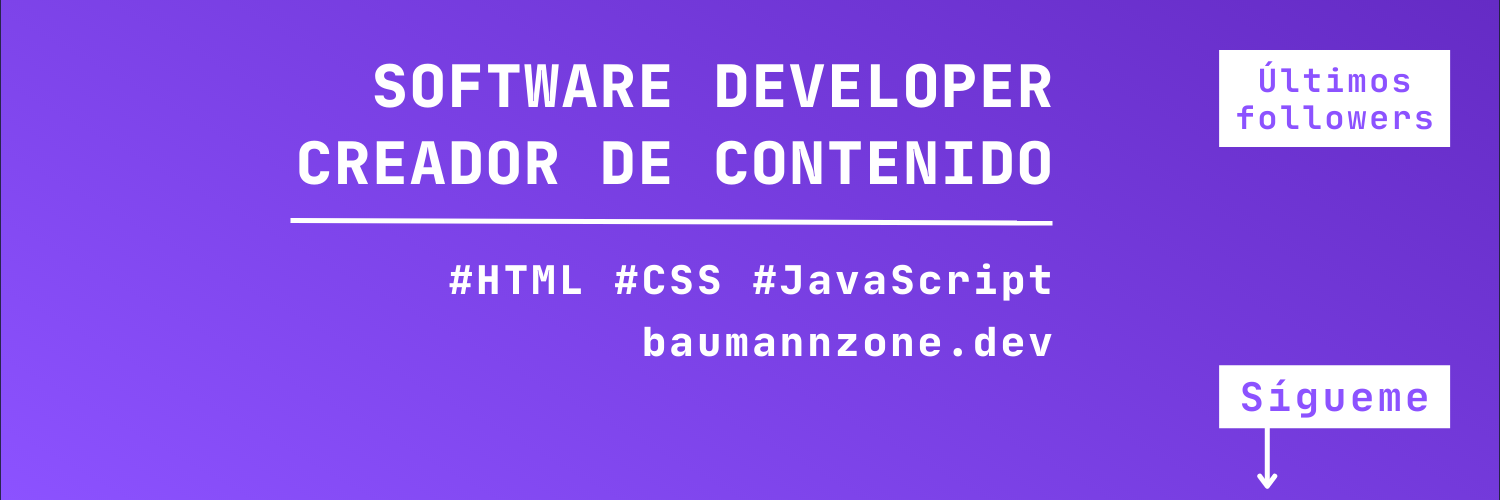 SOFTWARE DEVELOPER
CREADOR DE CONTENIDO
#HTML #CSS #JavaScript
baumannzone.dev
Últimos
followers
Sígueme